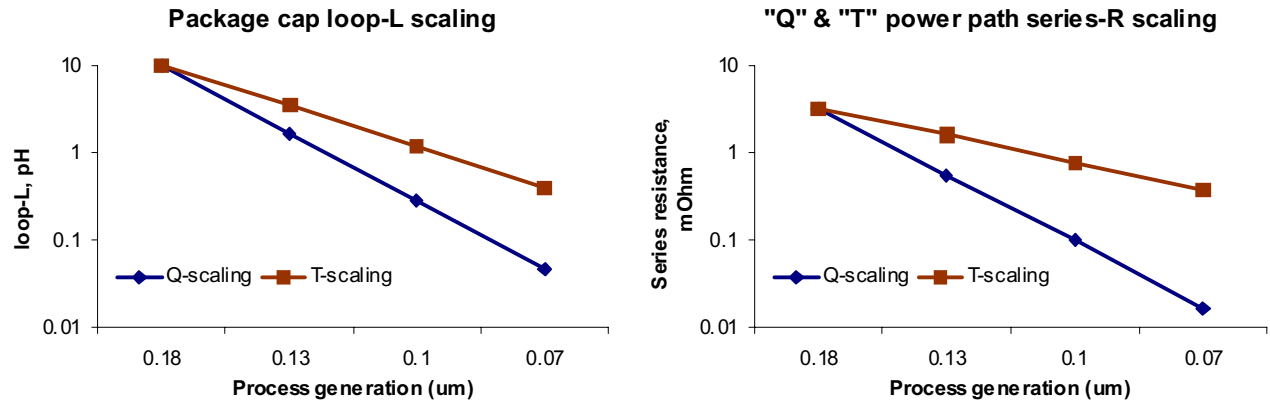 Package cap loop-L scaling
10
1
0.1
0.01
loop-L, pH
Q-scaling
T-scaling
0.18 0.13 0.1 0.07
Process generation (um)
"Q" & "T" power path series-R scaling
10
1
0.1
0.01
Series resistance,
mOhm
Q-scaling
T-scaling
0.18 0.13 0.1 0.07
Process generation (um)